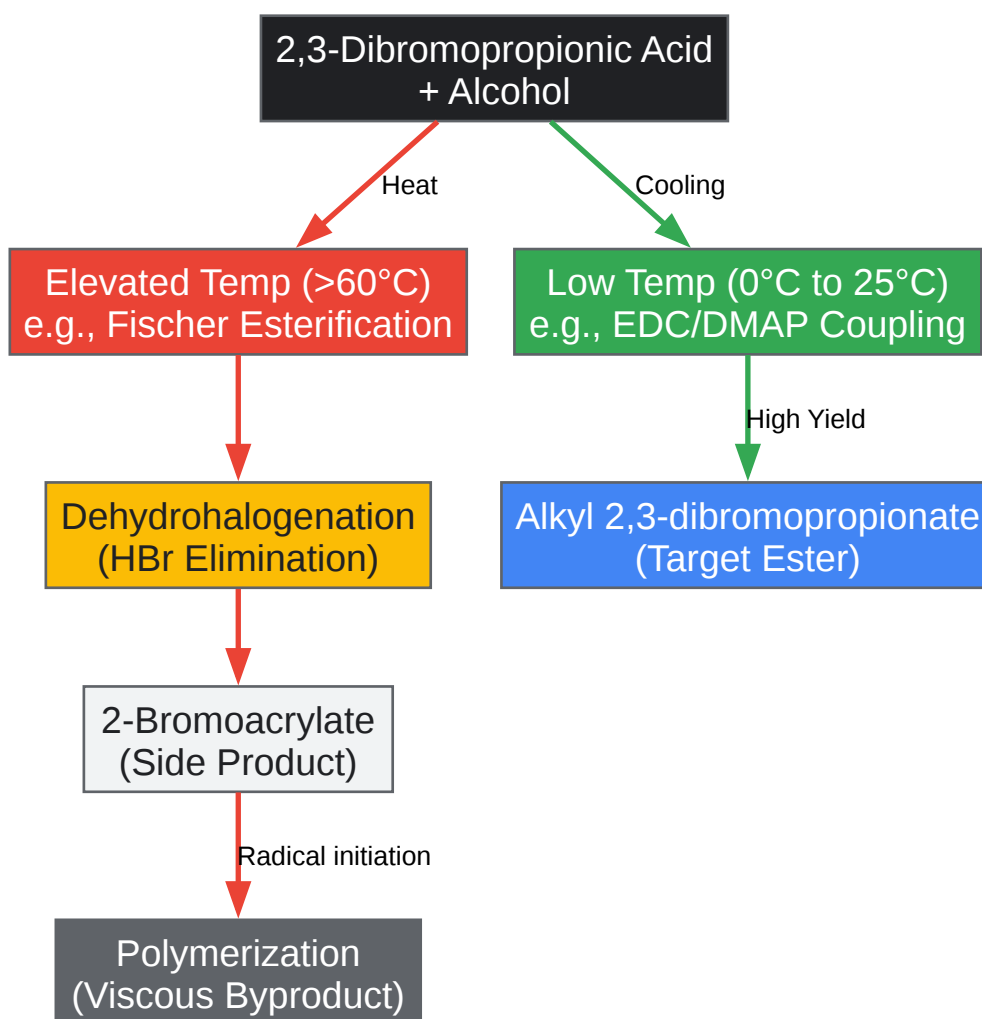 2,3-Dibromopropionic Acid
+ Alcohol
Heat
Cooling
Elevated Temp (>60°C)
e.g., Fischer Esterification
Low Temp (0°C to 25°C)
e.g., EDC/DMAP Coupling
High Yield
Dehydrohalogenation
(HBr Elimination)
Alkyl 2,3-dibromopropionate
(Target Ester)
2-Bromoacrylate
(Side Product)
Radical initiation
Polymerization
(Viscous Byproduct)